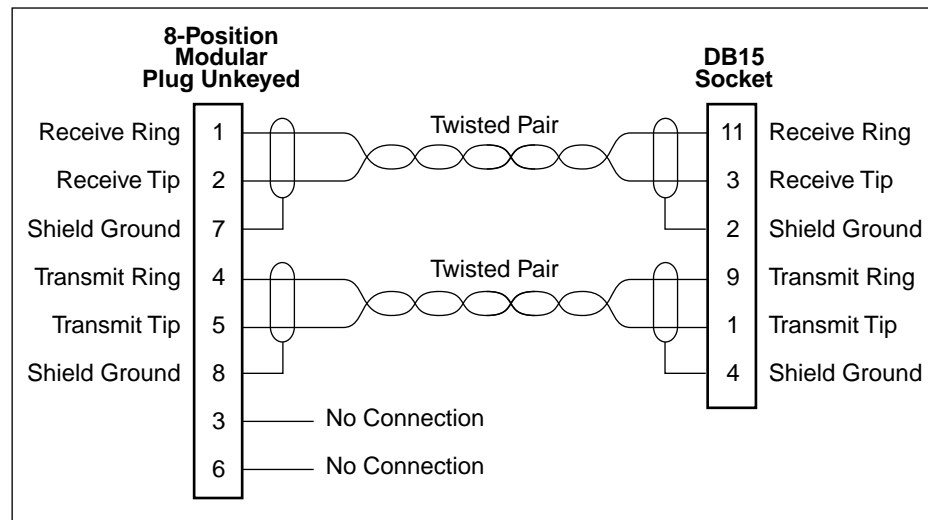 8-Position
Modular
Plug Unkeyed
DB15
Socket
Receive Ring 1 Twisted Pair 11 Receive Ring
Receive Tip 2 3 Receive Tip
Shield Ground 7 2 Shield Ground
Transmit Ring 4 Twisted Pair 9 Transmit Ring
Transmit Tip 5 1 Transmit Tip
Shield Ground 8 4 Shield Ground
3 No Connection
6 No Connection